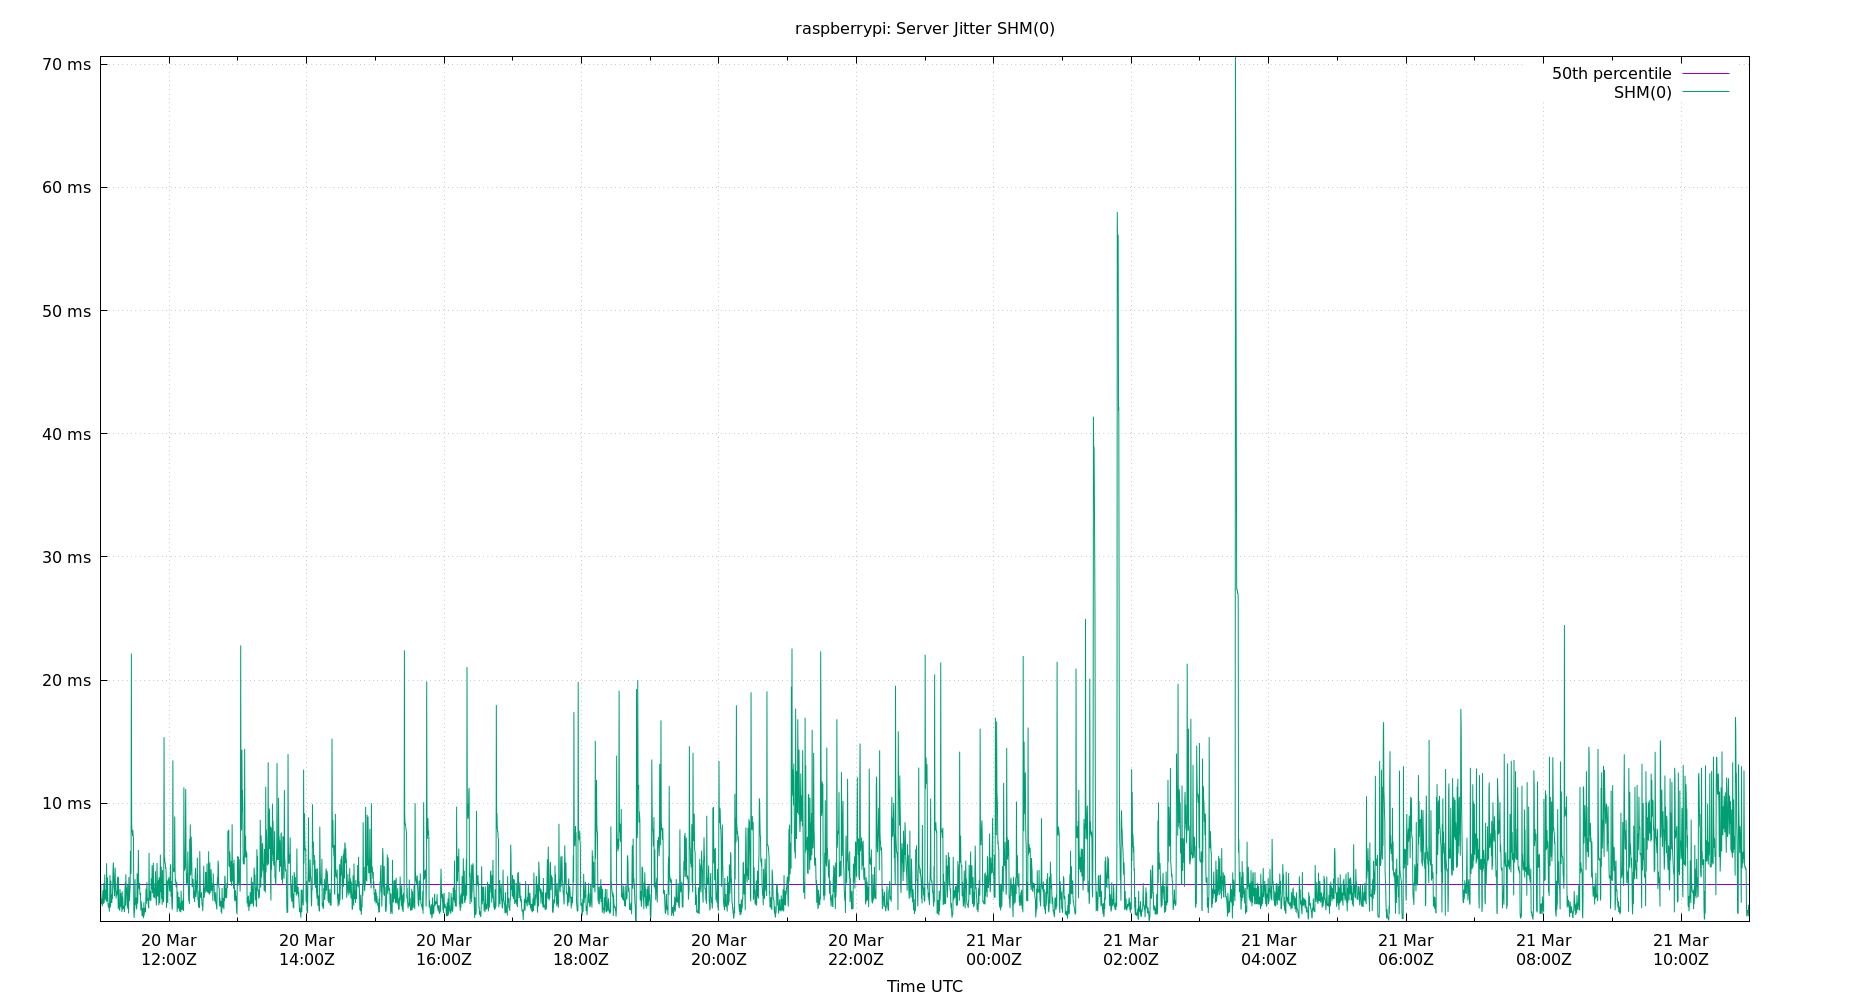 raspberrypi: Server Jitter SHM(0)
70 ms
60 ms
50 ms
40 ms
30 ms
20 ms
10 ms
50th percentile
SHM(0)
20 Mar 20 Mar 20 Mar 20 Mar 20 Mar 20 Mar 21 Mar 21 Mar 21 Mar 21 Mar 21 Mar 21 Mar
12:00Z 14:00Z 16:00Z 18:00Z 20:00Z 22:00Z 00:00Z 02:00Z 04:00Z 06:00Z 08:00Z 10:00Z
Time UTC